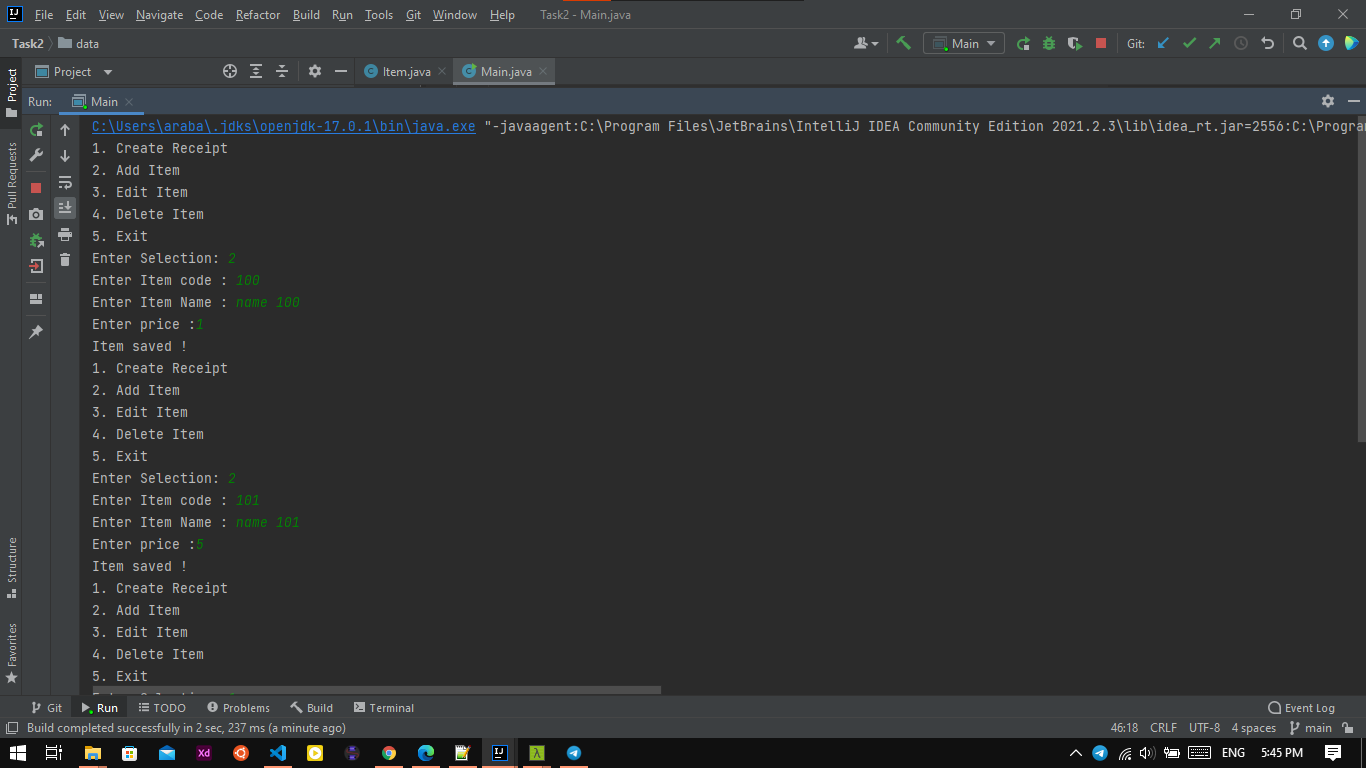 File Edit View Navigate Code Refactor Build Run Tools Git Window Help Task2 - Main.java
Task2 data Main Git:
Project Item.java Main.java
Project
Run: Main
C:\Users\araba\.jdks\openjdk-17.0.1\bin\java.exe "-javaagent:C:\Program Files\JetBrains\IntelliJ IDEA Community Edition 2021.2.3\lib\idea_rt.jar=2556:C:\Program
1. Create Receipt
2. Add Item
3. Edit Item
4. Delete Item
5. Exit
Enter Selection: 2
Enter Item code : 100
Enter Item Name : name 100
Enter price :1
Item saved !
1. Create Receipt
2. Add Item
3. Edit Item
4. Delete Item
5. Exit
Enter Selection: 2
Enter Item code : 101
Enter Item Name : name 101
Enter price :5
Item saved !
1. Create Receipt
2. Add Item
3. Edit Item
4. Delete Item
5. Exit
Pull Requests
Structure
Favorites
Git Run TODO Problems Build Terminal Event Log
Build completed successfully in 2 sec, 237 ms (a minute ago) 46:18 CRLF UTF-8 4 spaces main
Xd ENG 5:45 PM